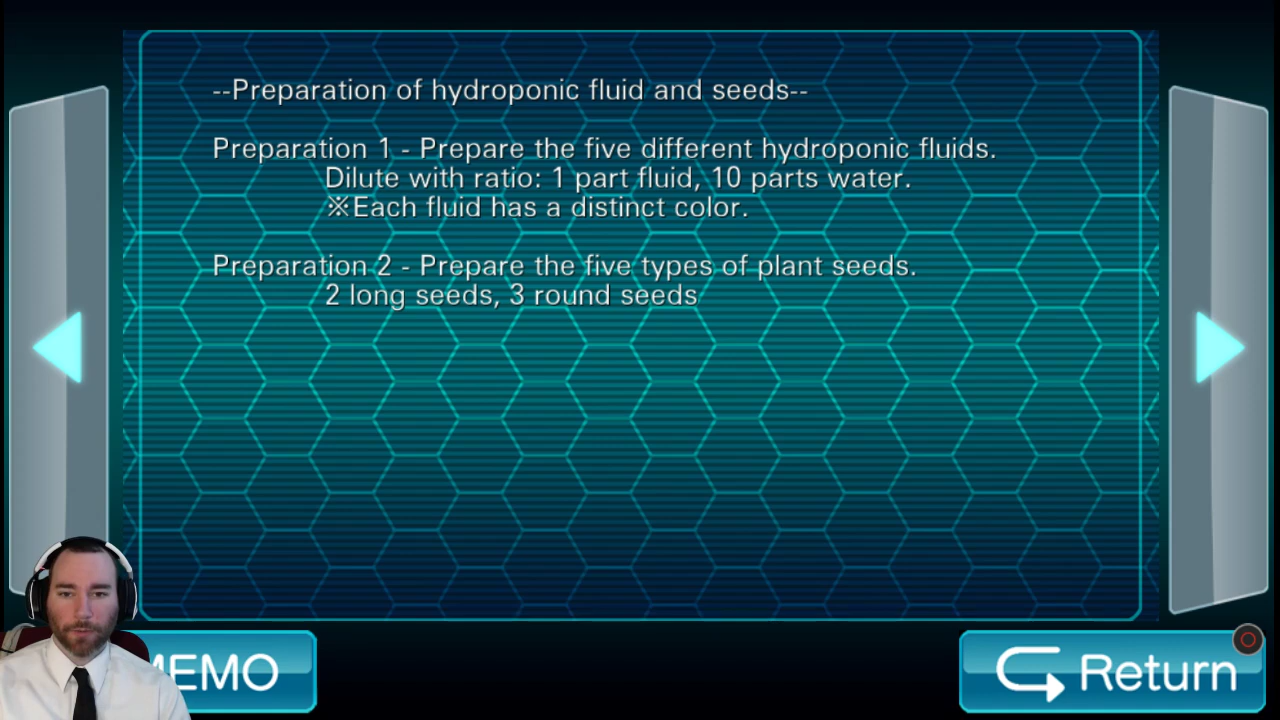 --Preparation of hydroponic fluid and seeds--
Preparation 1 - Prepare the five different hydroponic fluids.
Dilute with ratio: 1 part fluid, 10 parts water.
※Each fluid has a distinct color.
Preparation 2 - Prepare the five types of plant seeds.
2 long seeds, 3 round seeds
EMO
Return